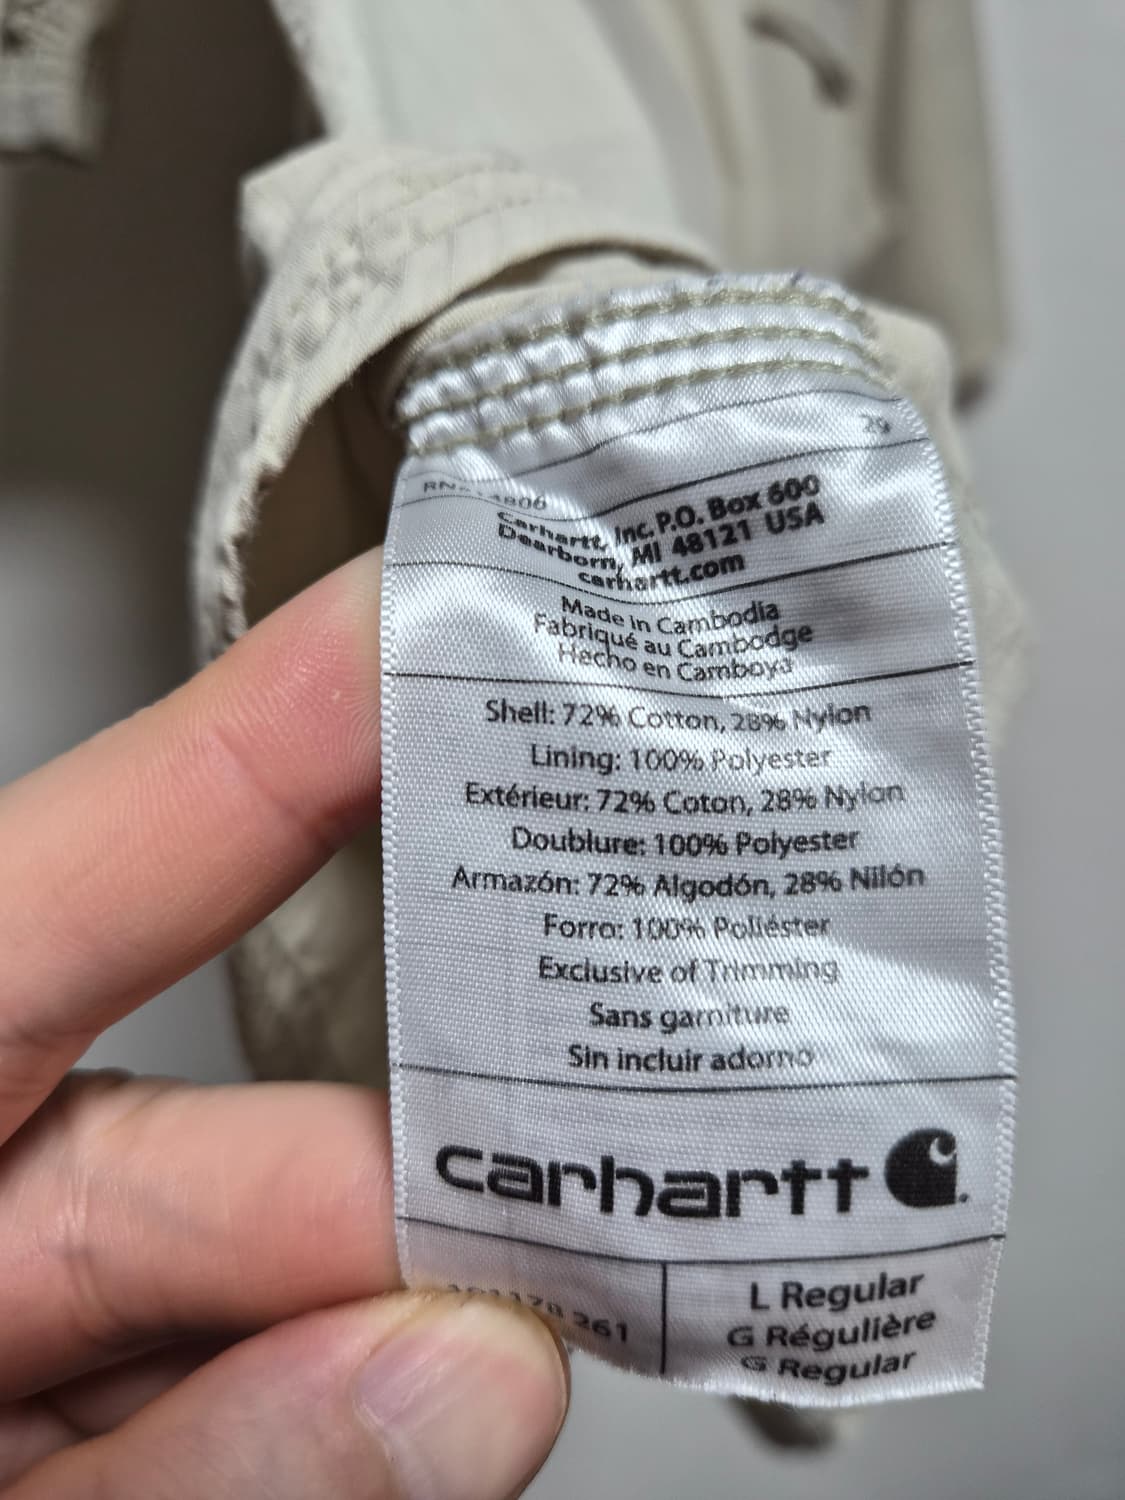 29
Carhartt, Inc. P.O. Box 600
Dearborn, MI 48121 USA
carhartt.com
Made in Cambodia
Fabriqué au Cambodge
Hecho en Camboya
Shell: 72% Cotton, 28% Nylon
Lining: 100% Polyester
Extérieur: 72% Coton, 28% Nylon
Doublure: 100% Polyester
Armazón: 72% Algodón, 28% Nilón
Forro: 100% Poliéster
Exclusive of Trimming
Sans garniture
Sin incluir adorno
carhartt
261
L Regular
G Régulière
G Regular